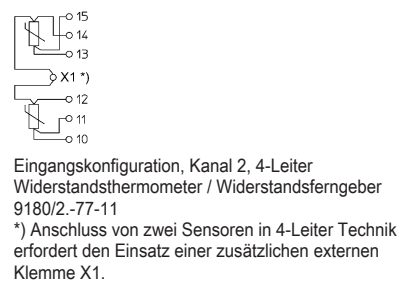 15
14
13
X1 *)
12
11
10
Eingangskonfiguration, Kanal 2, 4-Leiter
Widerstandsthermometer / Widerstandsferngeber
9180/2.-77-11
*) Anschluss von zwei Sensoren in 4-Leiter Technik
erfordert den Einsatz einer zusätzlichen externen
Klemme X1.